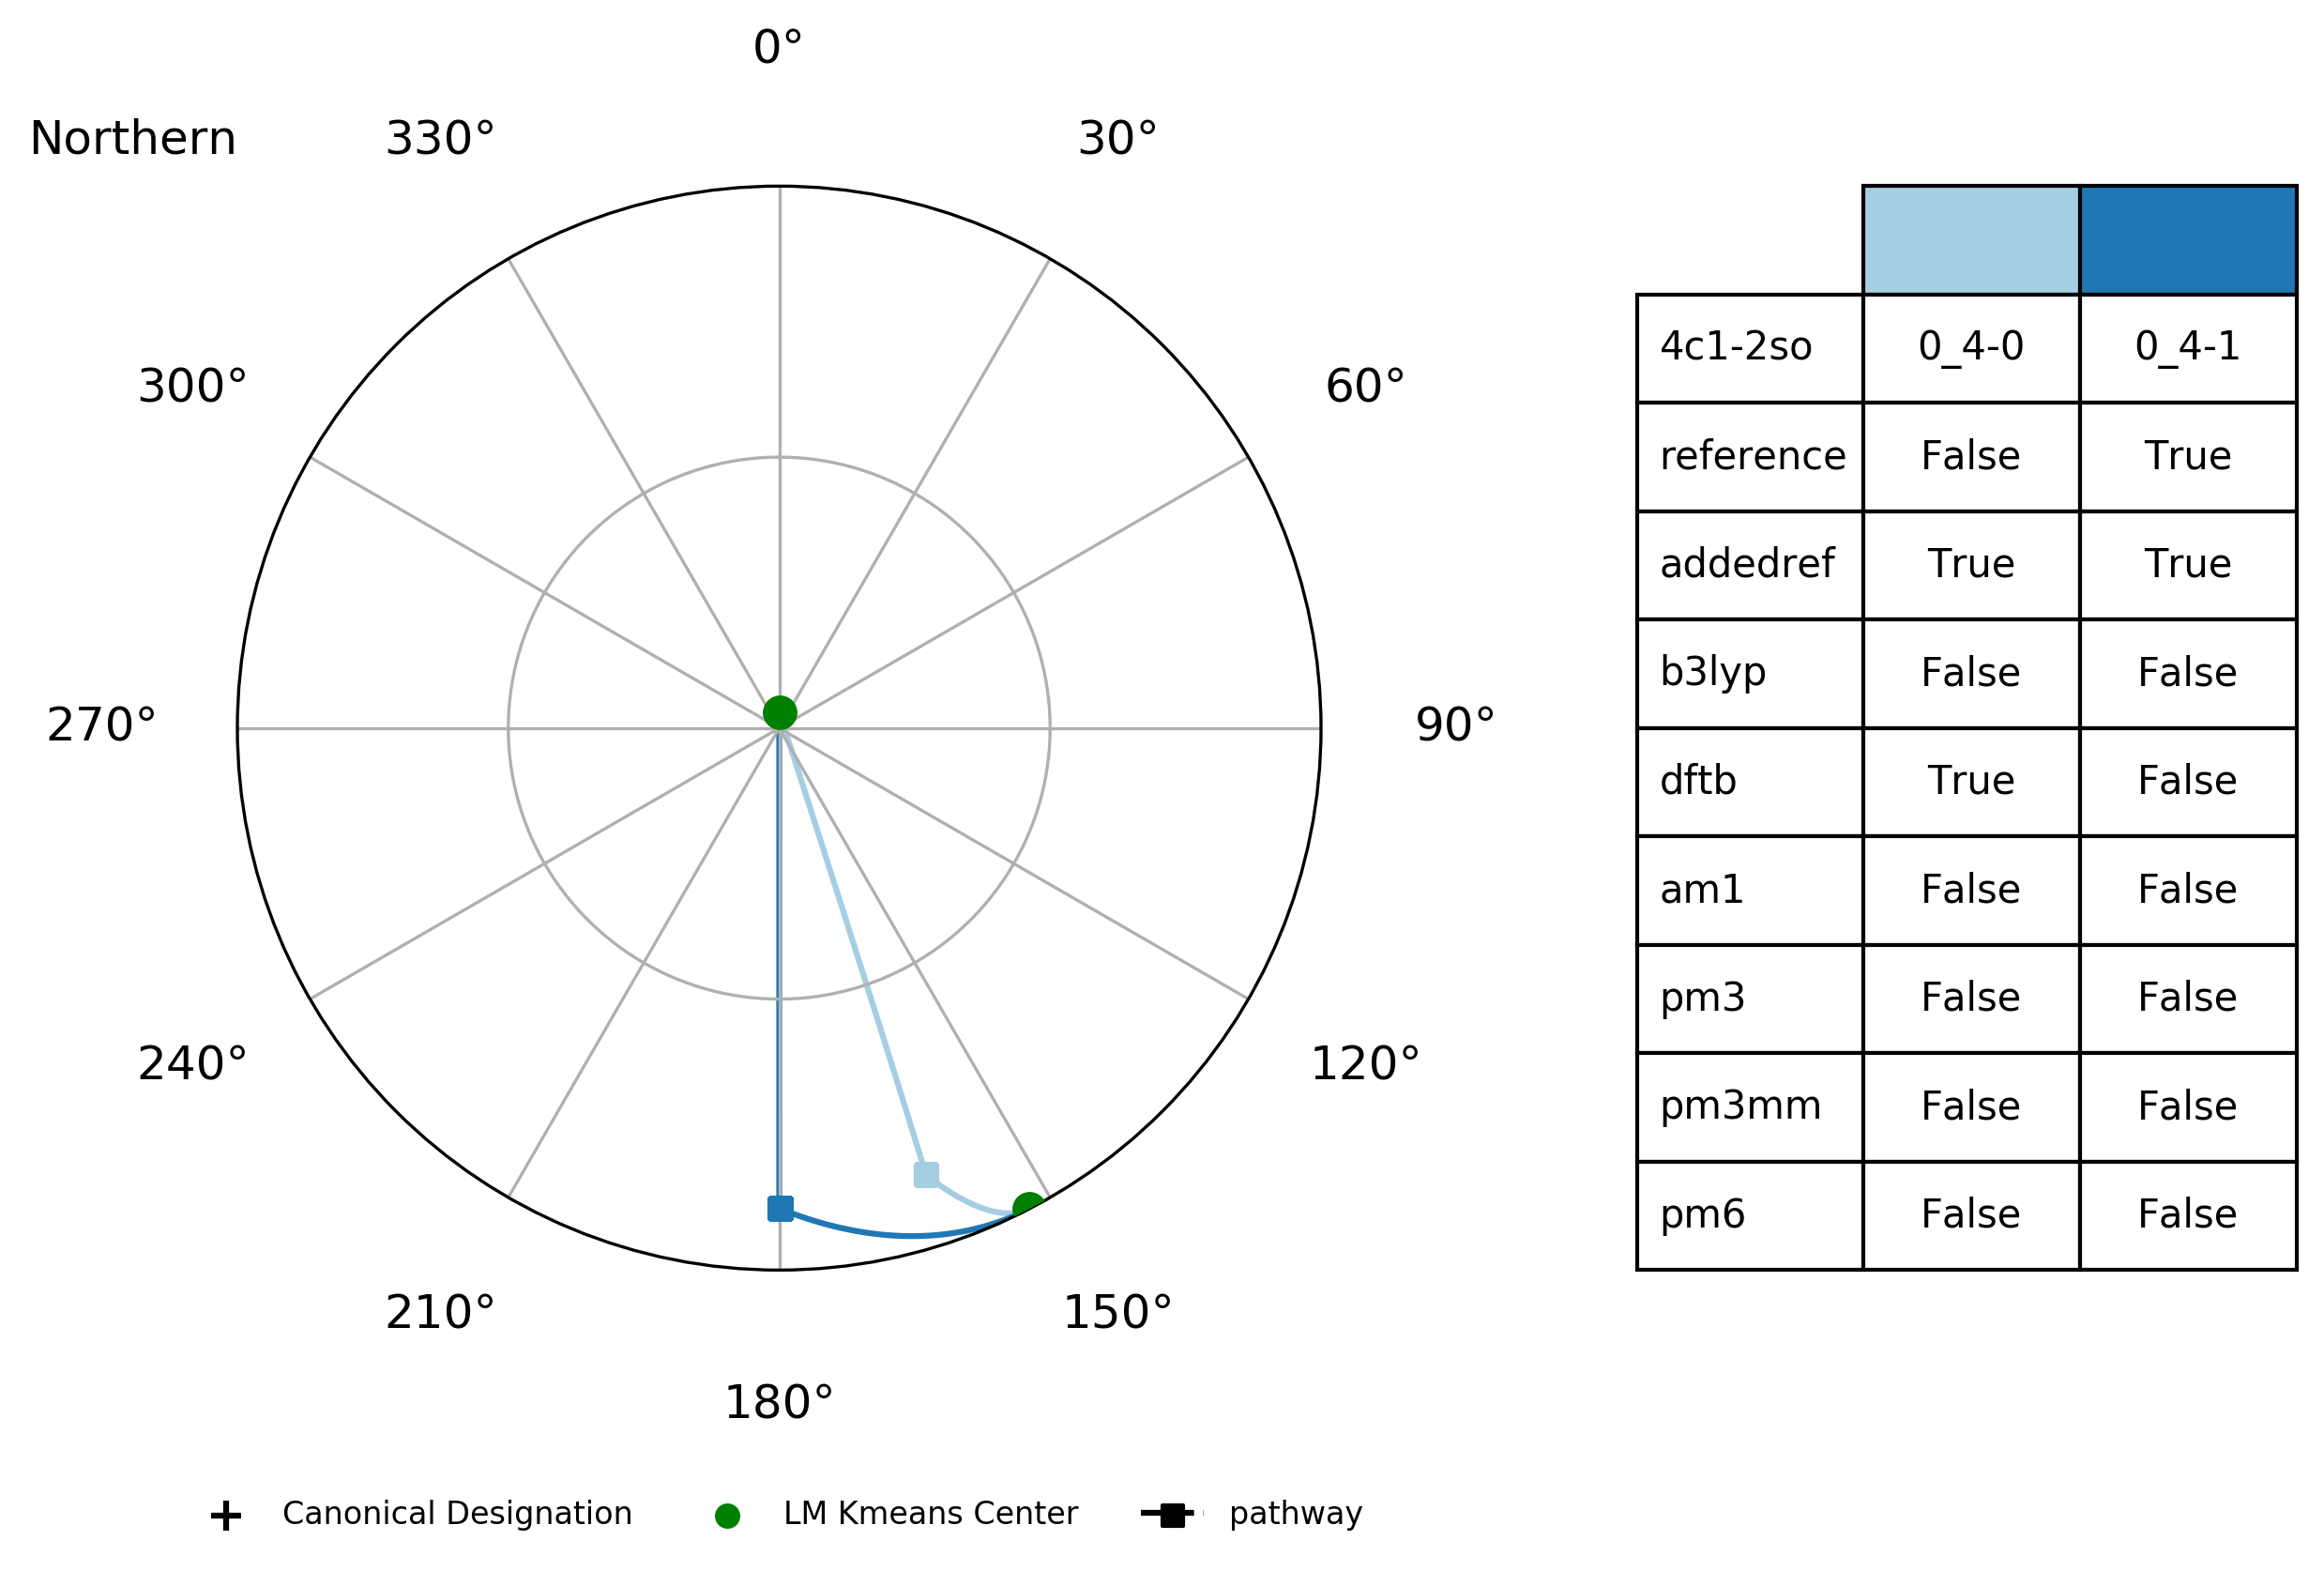 0°
Northern 330° 30°
300° 60°
270° 90°
240° 120°
210° 150°
180°
4c1-2so 0_4-0 0_4-1
reference False True
addedref True True
b3lyp False False
dftb True False
am1 False False
pm3 False False
pm3mm False False
pm6 False False
Canonical Designation LM Kmeans Center pathway